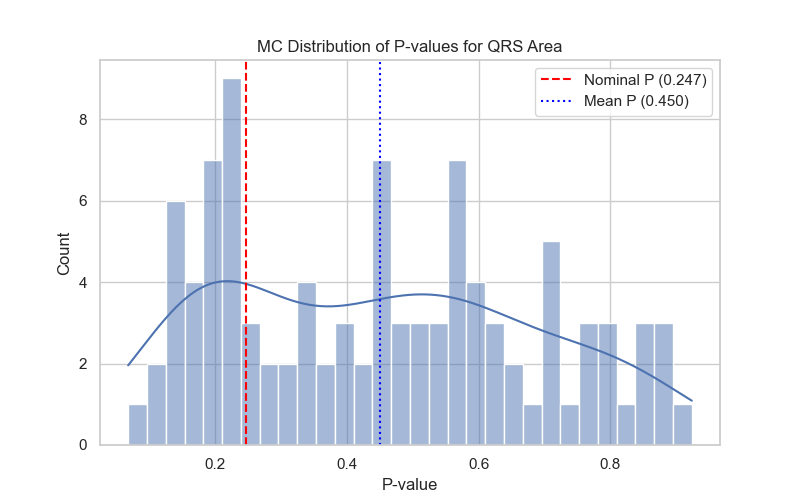 MC Distribution of P-values for QRS Area
Nominal P (0.247)
Mean P (0.450)
Count
8
6
4
2
0
0.2 0.4 0.6 0.8
P-value